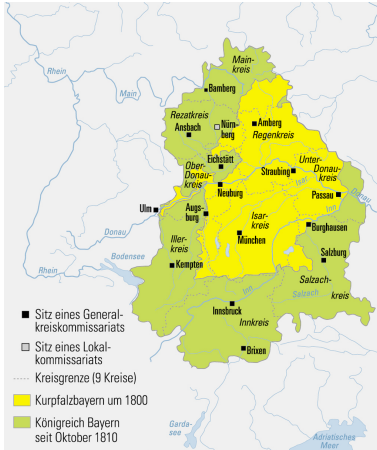 Main-
kreis
Rhein
Main
Bamberg
Rezatkreis
Ansbach
Nürn-
berg
Amberg
Regenkreis
Eichstätt
Ober-
Donau-
kreis
Neuburg
Straubing
Unter-
Donau-
kreis
Isar
Passau
Inn
Ulm
Augs-
burg
Donau
Isar-
kreis
München
Burghausen
Iller-
kreis
Bodensee
Salzburg
Rhein
Kempten
Salzach-
kreis
Inn
Salzach
Innsbruck
Innkreis
Brixen
Garda-
see
Adriatisches
Meer
Sitz eines General-
kreiskommissariats
Sitz eines Lokal-
kommissariats
Kreisgrenze (9 Kreise)
Kurpfalzbayern um 1800
Königreich Bayern
seit Oktober 1810